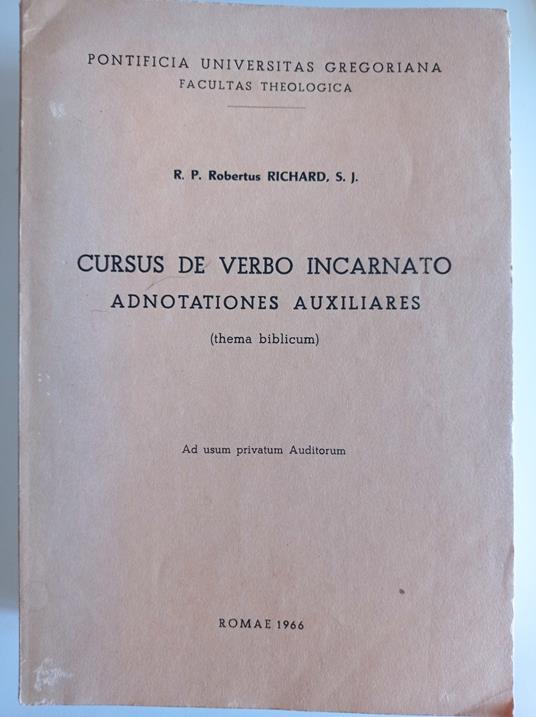 PONTIFICIA UNIVERSITAS GREGORIANA
FACULTAS THEOLOGICA
R. P. Robertus RICHARD, S. J.
CURSUS DE VERBO INCARNATO
ADNOTATIONES AUXILIARES
(thema biblicum)
Ad usum privatum Auditorum
ROMAE 1966